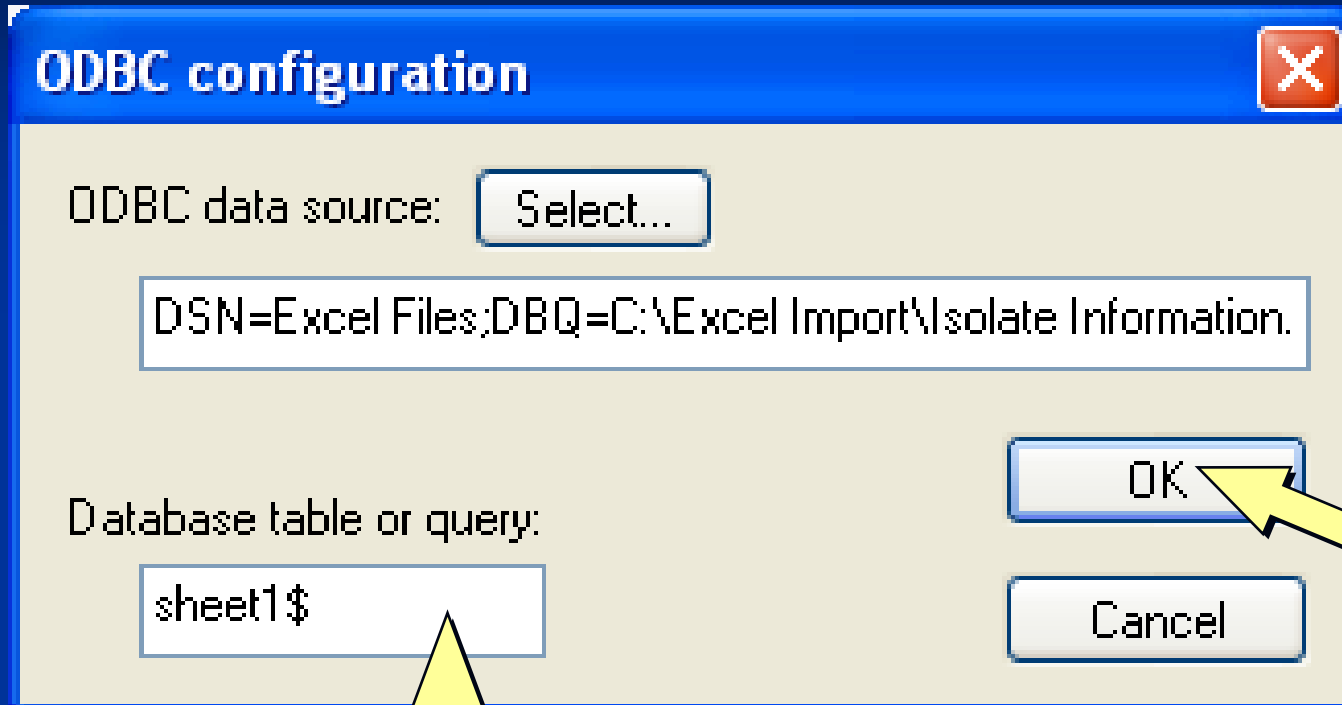 ODBC configuration
ODBC data source: Select...
DSN=Excel Files;DBQ=C:\Excel Import\Isolate Information.
OK
Database table or query:
sheet1$
Cancel